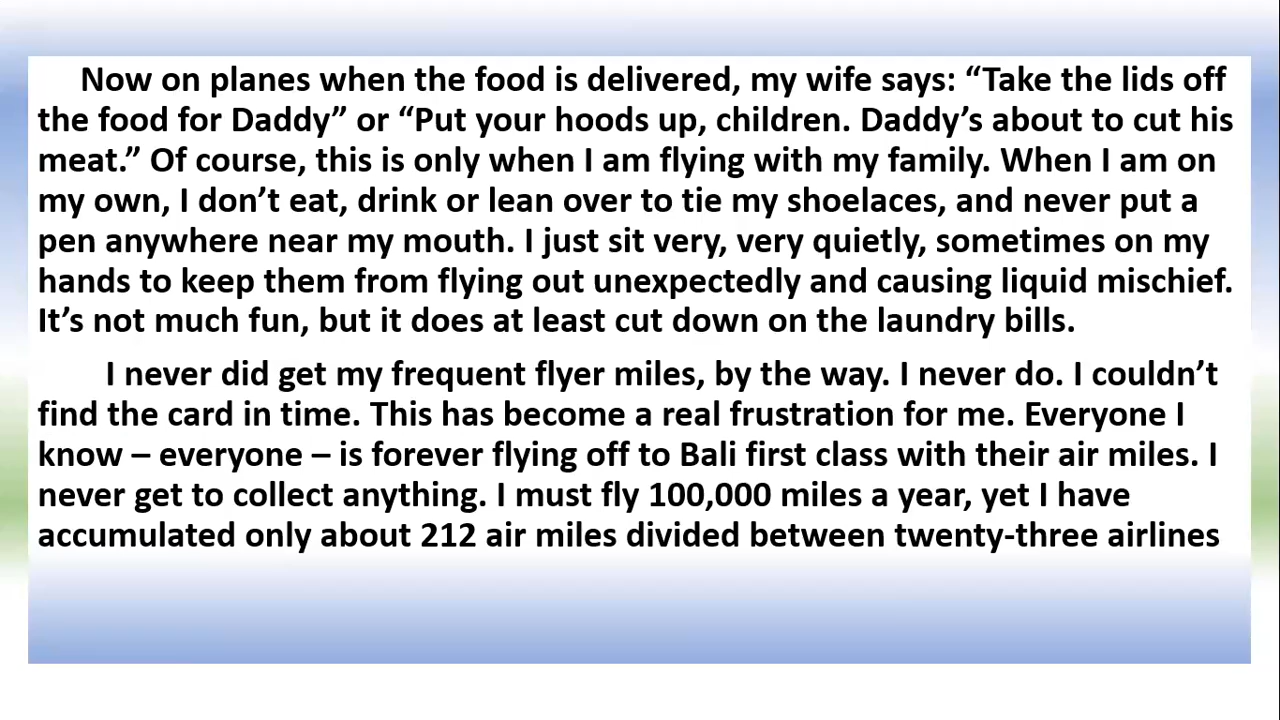 Now on planes when the food is delivered, my wife says: “Take the lids off
the food for Daddy” or “Put your hoods up, children. Daddy’s about to cut his
meat.” Of course, this is only when I am flying with my family. When I am on
my own, I don’t eat, drink or lean over to tie my shoelaces, and never put a
pen anywhere near my mouth. I just sit very, very quietly, sometimes on my
hands to keep them from flying out unexpectedly and causing liquid mischief.
It’s not much fun, but it does at least cut down on the laundry bills.
I never did get my frequent flyer miles, by the way. I never do. I couldn’t
find the card in time. This has become a real frustration for me. Everyone I
know – everyone – is forever flying off to Bali first class with their air miles. I
never get to collect anything. I must fly 100,000 miles a year, yet I have
accumulated only about 212 air miles divided between twenty-three airlines